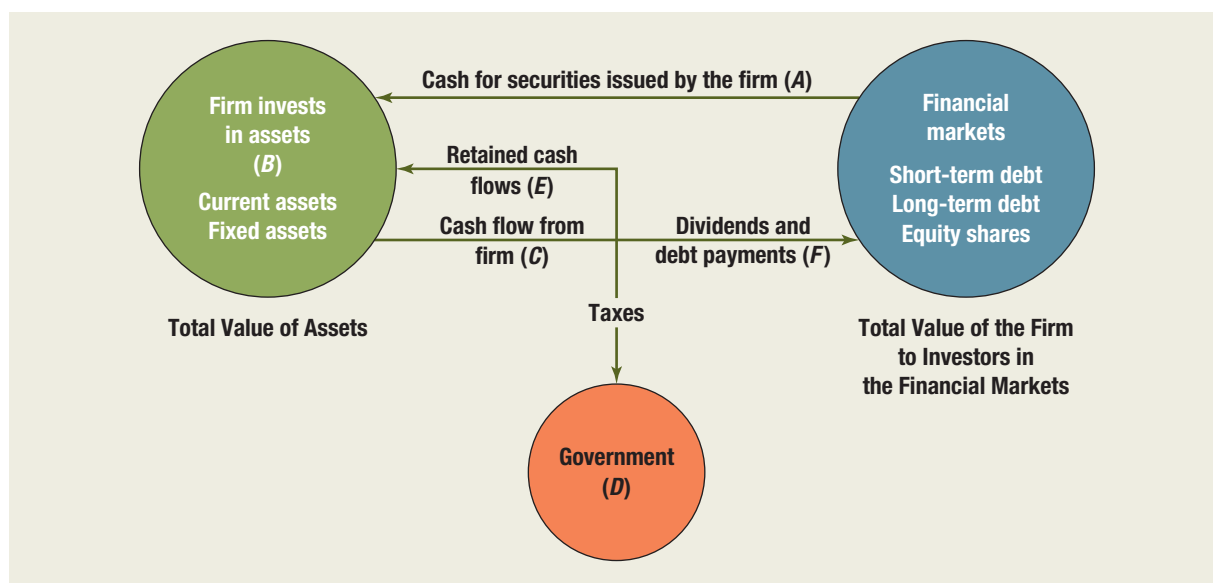 Cash for securities issued by the firm (A)
Firm invests
in assets
(B)
Current assets
Fixed assets
Retained cash
flows (E)
Cash flow from
firm (C)
Dividends and
debt payments (F)
Financial
markets
Short-term debt
Long-term debt
Equity shares
Taxes
Total Value of Assets
Total Value of the Firm
to Investors in
the Financial Markets
Government
(D)